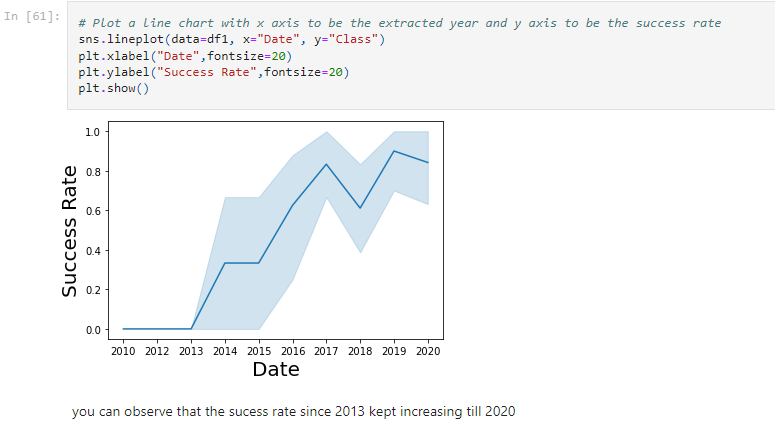 In [61]:
# Plot a line chart with x axis to be the extracted year and y axis to be the success rate
sns.lineplot(data=df1, x="Date", y="Class")
plt.xlabel("Date",fontsize=20)
plt.ylabel("Success Rate",fontsize=20)
plt.show()
Success Rate
1.0
0.8
0.6
0.4
0.2
0.0
2010 2012 2013 2014 2015 2016 2017 2018 2019 2020
Date
you can observe that the sucess rate since 2013 kept increasing till 2020